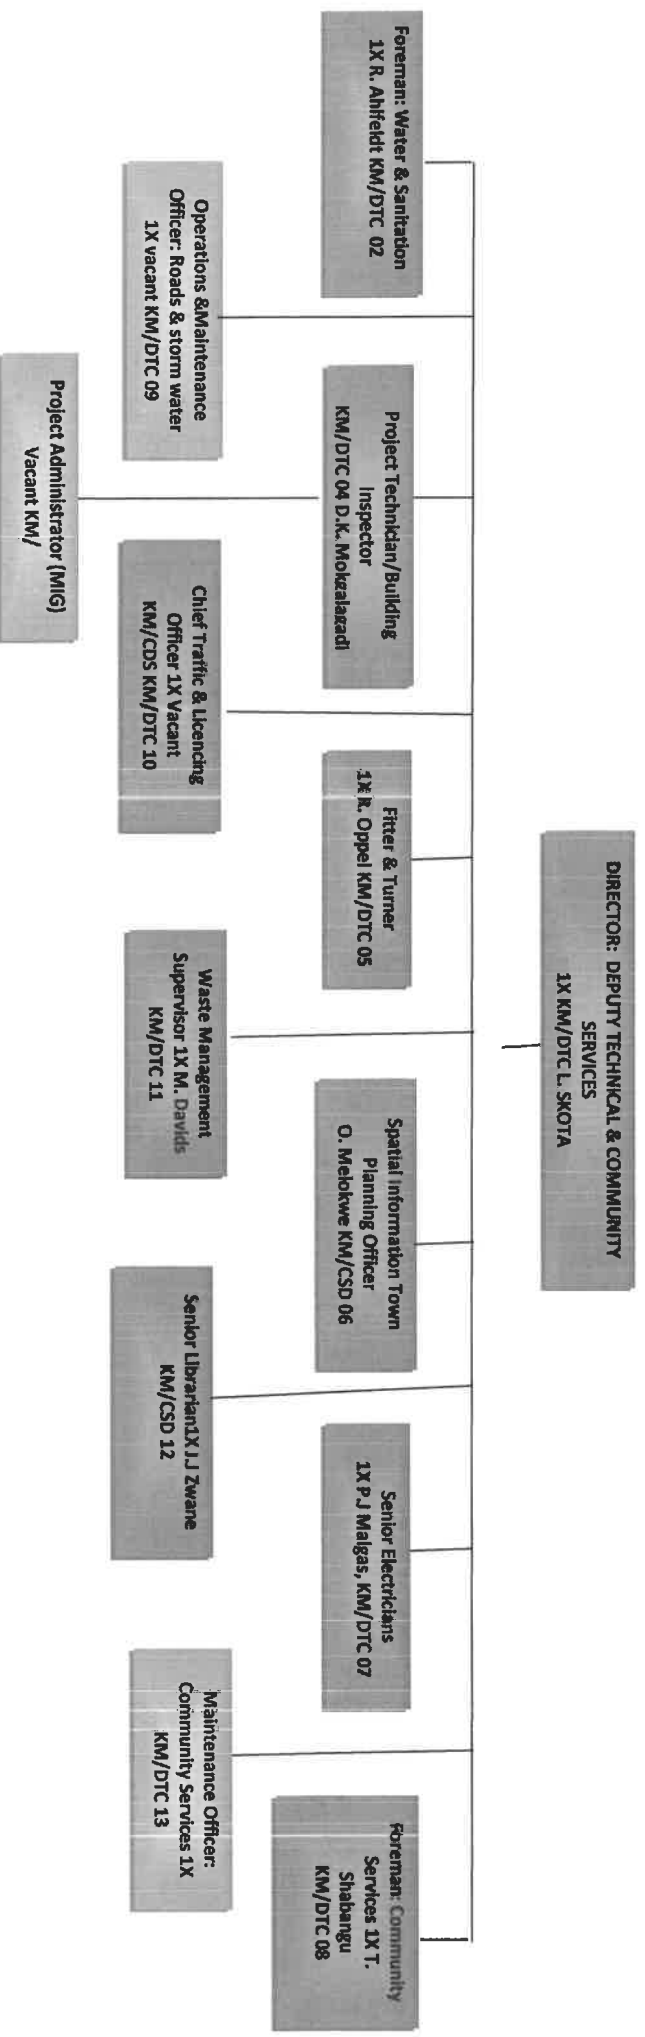 DIRECTOR:  DEPUTY TECHNICAL & COMMUNITY
SERVICES
1X KM/DTC L. SKOTA
Foreman: Water & Sanitation
1X R. Ahlfeldt KM/DTC  02
Project Technician/Building
Inspector
KM/DTC 04 D.K. Mokgalagadi
Fitter & Turner
1X R. Oppel KM/DTC 05
Spatial Information Town
Planning Officer
O. Melokwe KM/CSD 06
Senior Electricians
1X P.J Malgas, KM/DTC 07
Foreman: Community
Services 1X T.
Shabangu
KM/DTC 08
Operations &Maintenance
Officer: Roads & storm water
1X vacant KM/DTC 09
Chief Traffic & Licencing
Officer 1X Vacant
KM/CDS KM/DTC 10
Waste Management
Supervisor 1X M. Davids
KM/DTC 11
Senior Librarian1X J.J Zwane
KM/CSD 12
Maintenance Officer:
Community Services 1X
KM/DTC 13
Project Administrator (MIG)
Vacant KM/